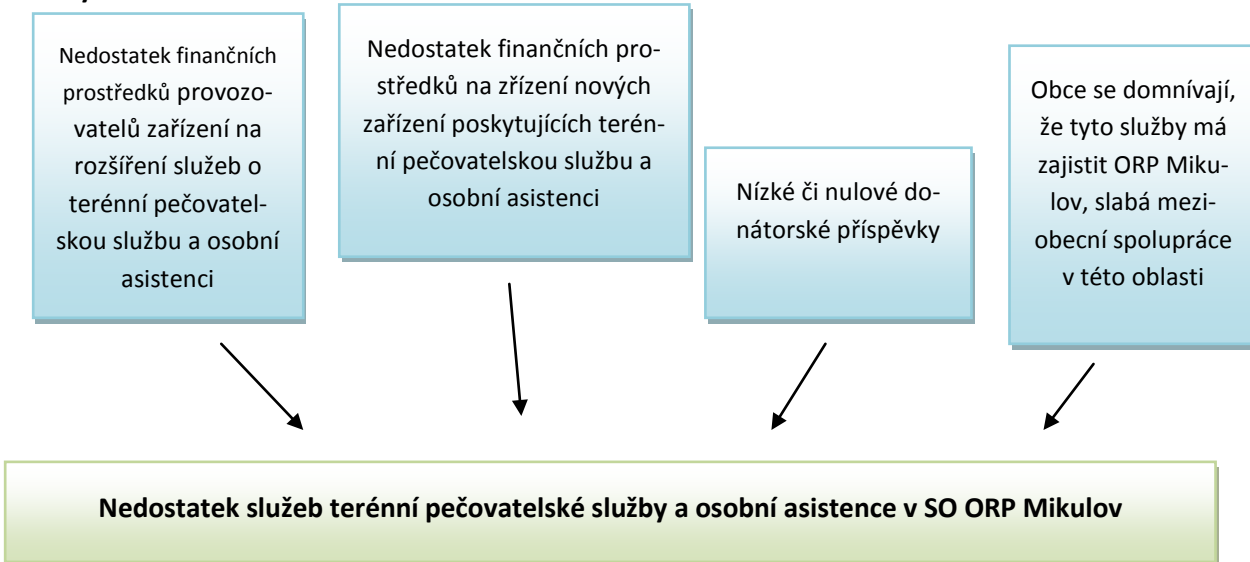 Nedostatek finančních
prostředků provozo-
vatelů zařízení na
rozšíření služeb o
terénní pečovatel-
skou službu a osobní
asistenci
Nedostatek finančních pro-
středků na zřízení nových
zařízení poskytujících terén-
ní pečovatelskou službu a
osobní asistenci
Nízké či nulové do-
nátorské příspěvky
Obce se domnívají,
že tyto služby má
zajistit ORP Miku-
lov, slabá mezi-
obecní spolupráce
v této oblasti
Nedostatek služeb terénní pečovatelské služby a osobní asistence v SO ORP Mikulov